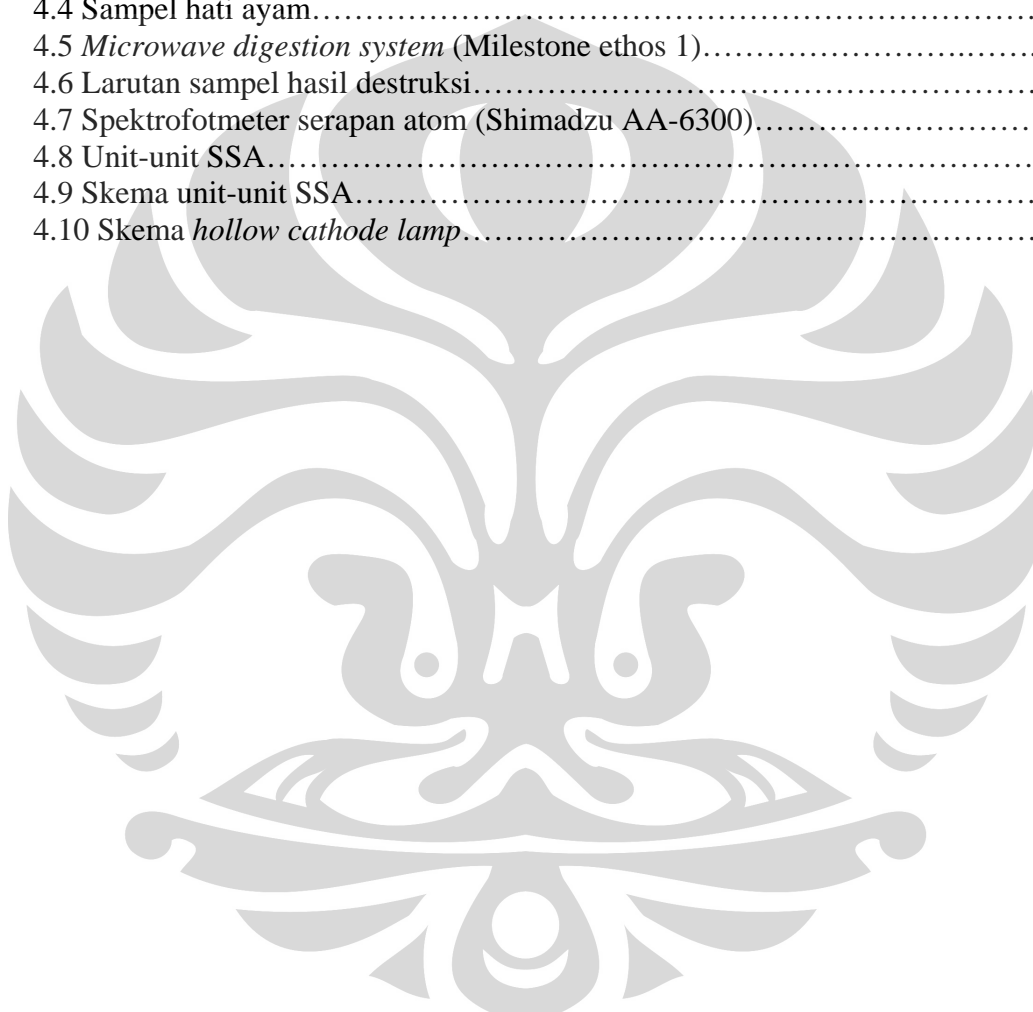 4.4 Sampel hati ayam……………………………………………………………
4.5 Microwave digestion system (Milestone ethos 1)…………………………
4.6 Larutan sampel hasil destruksi………………………………………………
4.7 Spektrofotmeter serapan atom (Shimadzu AA-6300)………………………
4.8 Unit-unit SSA…………………………………………………………………
4.9 Skema unit-unit SSA…………………………………………………………
4.10 Skema hollow cathode lamp…………………………………………………